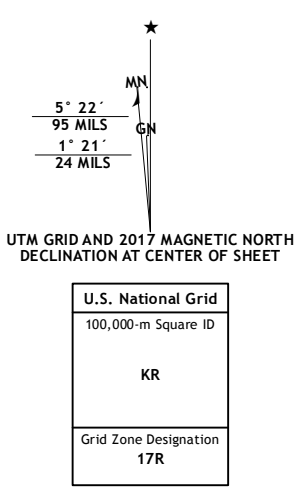 MN
5° 22´
95 MILS
GN
1° 21´
24 MILS
UTM GRID AND 2017 MAGNETIC NORTH
DECLINATION AT CENTER OF SHEET
U.S. National Grid
100,000-m Square ID
KR
Grid Zone Designation
17R